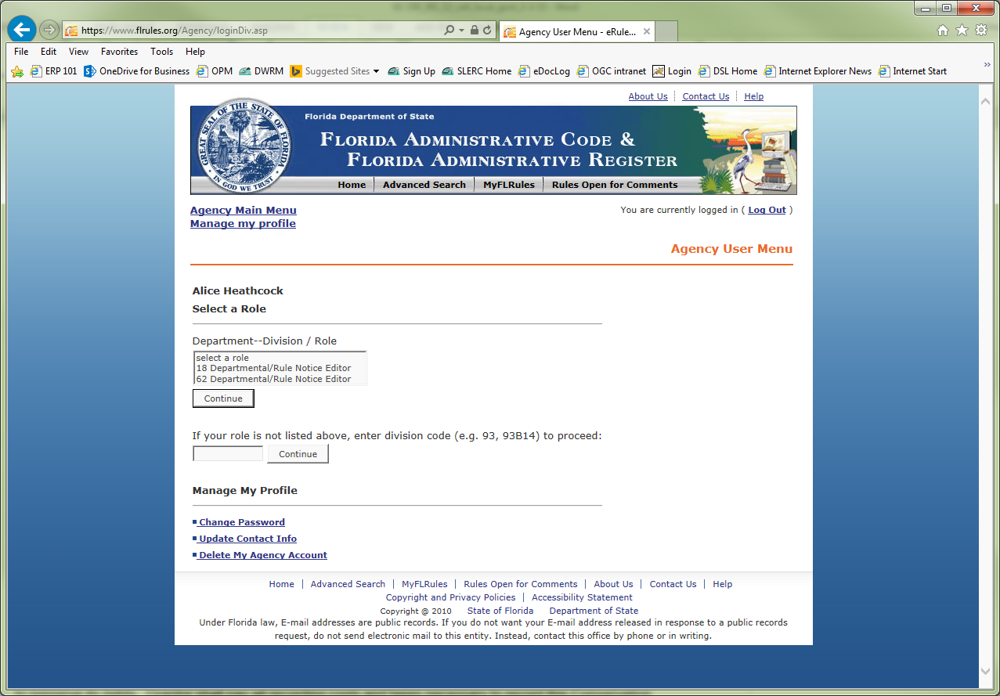 https://www.flrules.org/Agency/loginDiv.asp
Agency User Menu - eRule...
File Edit View Favorites Tools Help
ERP 101 OneDrive for Business OPM DWRM Suggested Sites Sign Up SLERC Home eDocLog OGC intranet Login DSL Home Internet Explorer News Internet Start
About Us Contact Us Help
GREAT SEAL OF THE STATE OF FLORIDA
IN GOD WE TRUST
Florida Department of State
FLORIDA ADMINISTRATIVE CODE &
FLORIDA ADMINISTRATIVE REGISTER
Home Advanced Search MyFLRules Rules Open for Comments
Agency Main Menu
You are currently logged in ( Log Out )
Manage my profile
Agency User Menu
Alice Heathcock
Select a Role
Department--Division / Role
select a role
18 Departmental/Rule Notice Editor
62 Departmental/Rule Notice Editor
Continue
If your role is not listed above, enter division code (e.g. 93, 93B14) to proceed:
Continue
Manage My Profile
Change Password
Update Contact Info
Delete My Agency Account
Home | Advanced Search | MyFLRules | Rules Open for Comments | About Us | Contact Us | Help
Copyright and Privacy Policies | Accessibility Statement
Copyright @ 2010 State of Florida Department of State
Under Florida law, E-mail addresses are public records. If you do not want your E-mail address released in response to a public records
request, do not send electronic mail to this entity. Instead, contact this office by phone or in writing.